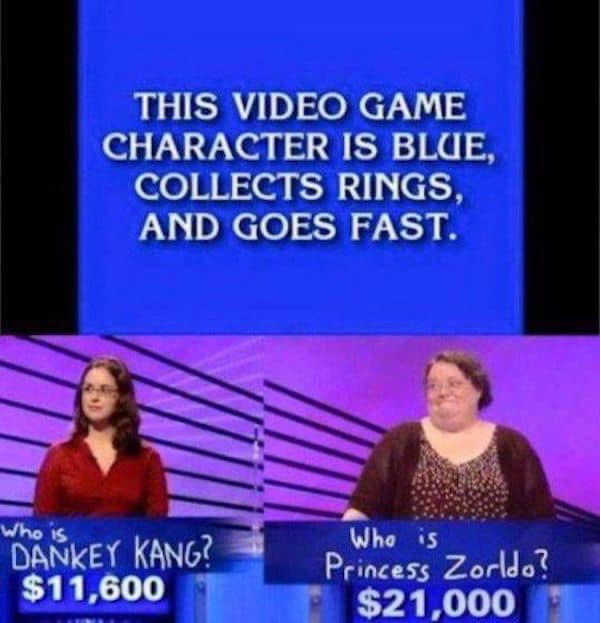 THIS VIDEO GAME
CHARACTER IS BLUE,
COLLECTS RINGS,
AND GOES FAST.
Who is
DANKEY KANG?
$11,600
Who is
Princess Zorldo?
$21,000